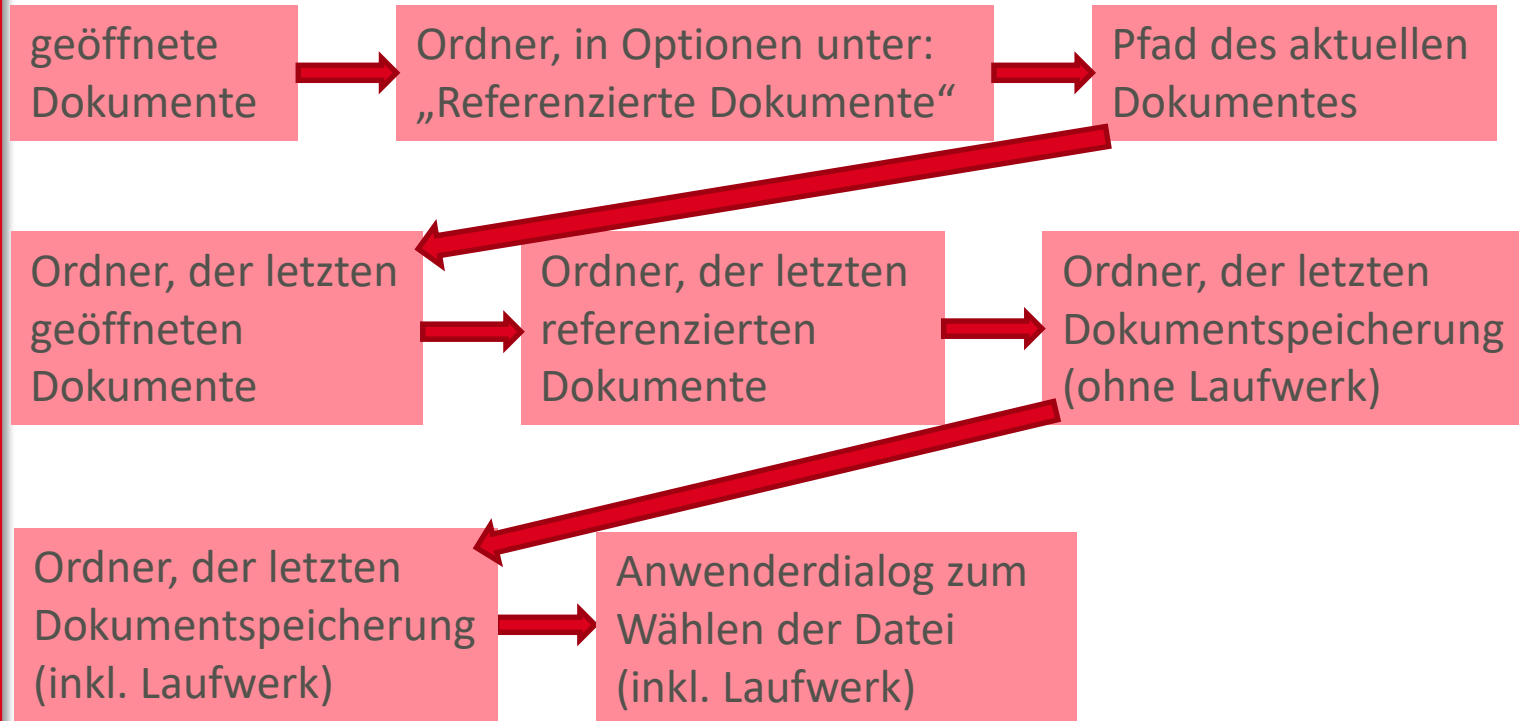 geöffnete
Dokumente
Ordner, in Optionen unter:
„Referenzierte Dokumente“
Pfad des aktuellen
Dokumentes
Ordner, der letzten
geöffneten
Dokumente
Ordner, der letzten
referenzierten
Dokumente
Ordner, der letzten
Dokumentspeicherung
(ohne Laufwerk)
Ordner, der letzten
Dokumentspeicherung
(inkl. Laufwerk)
Anwenderdialog zum
Wählen der Datei
(inkl. Laufwerk)